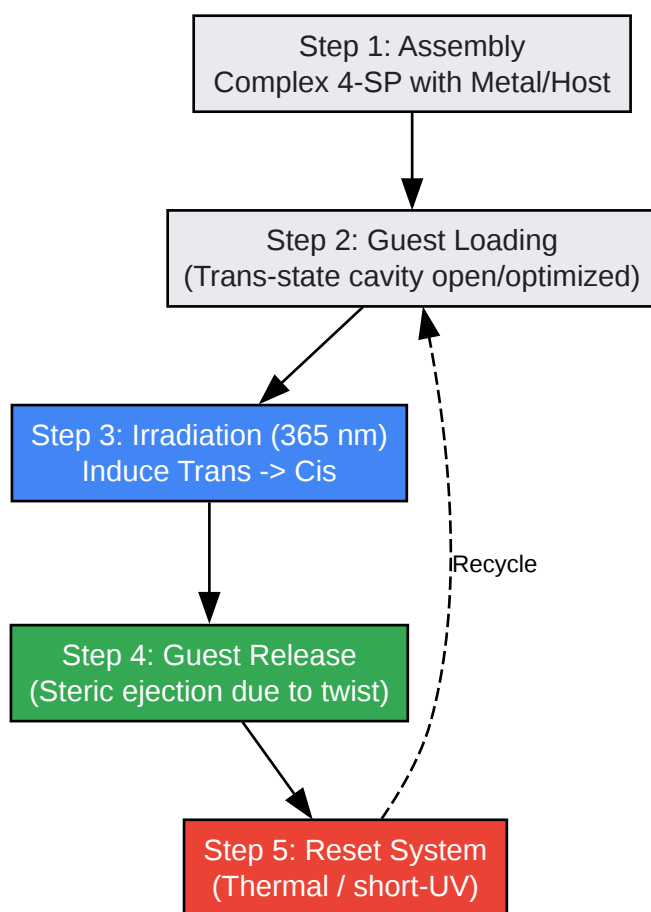 Step 1: Assembly
Complex 4-SP with Metal/Host
Step 2: Guest Loading
(Trans-state cavity open/optimized)
Step 3: Irradiation (365 nm)
Induce Trans -> Cis
Recycle
Step 4: Guest Release
(Steric ejection due to twist)
Step 5: Reset System
(Thermal / short-UV)